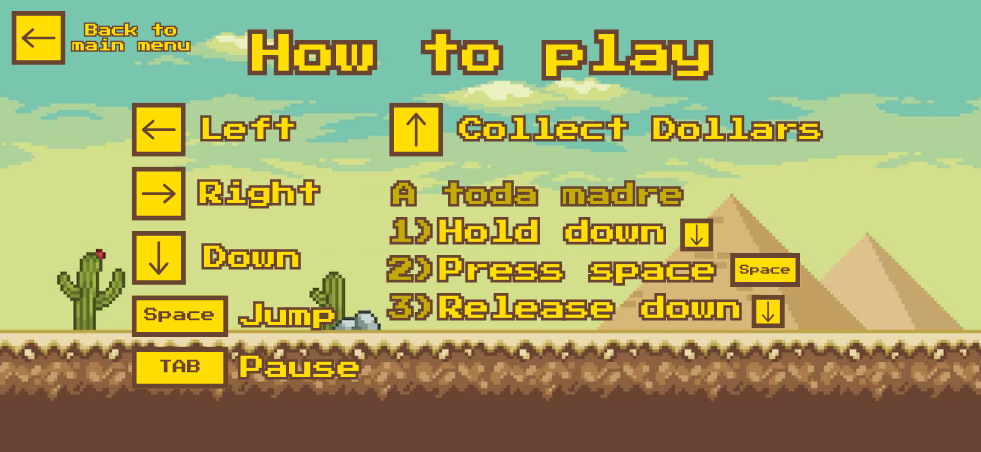 Back to
main menu
How to play
Left
Right
Down
Space Jump
TAB Pause
Collect Dollars
A toda madre
1)Hold down
2)Press space Space
3)Release down